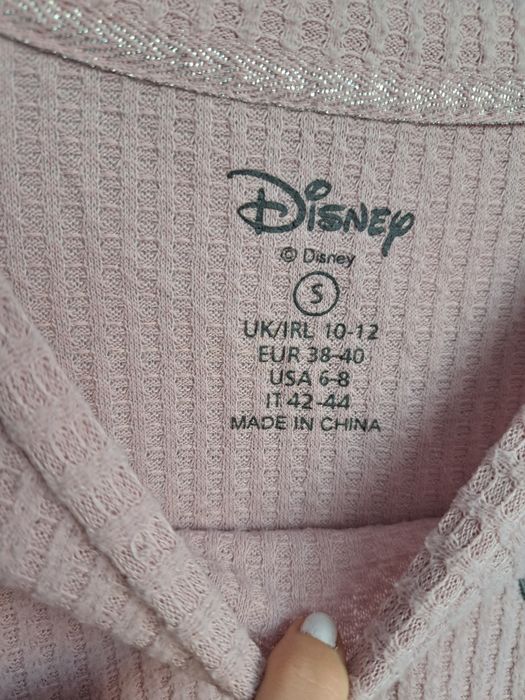 Disney
© Disney
S
UK/IRL 10-12
EUR 38-40
USA 6-8
IT 42-44
MADE IN CHINA